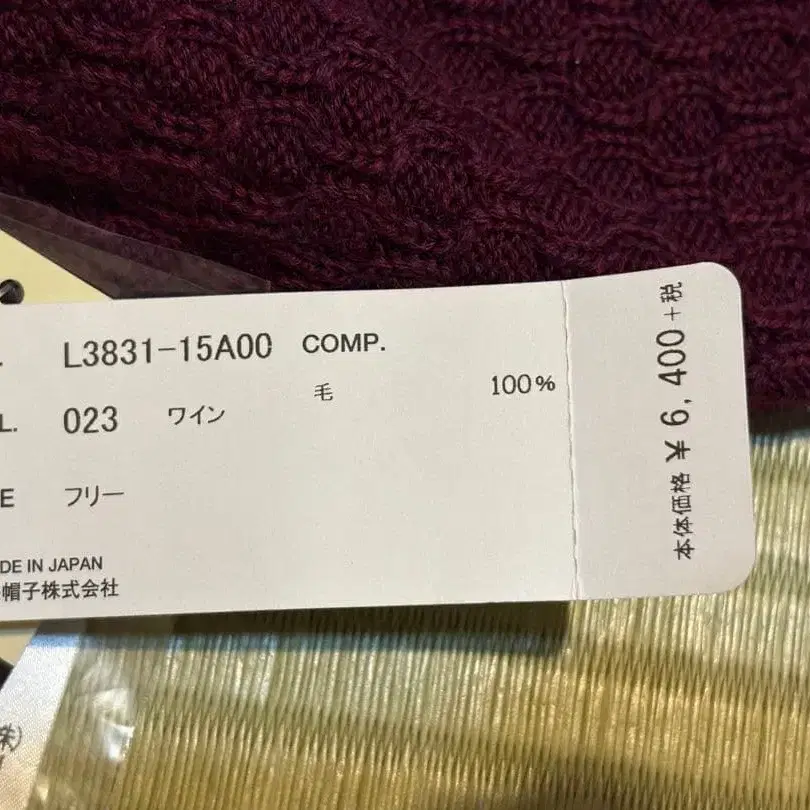 L3831-15A00 COMP.
毛 100%
L. 023 ワイン
E フリー
DE IN JAPAN
帽子株式会社
本体価格 ¥6,400+税